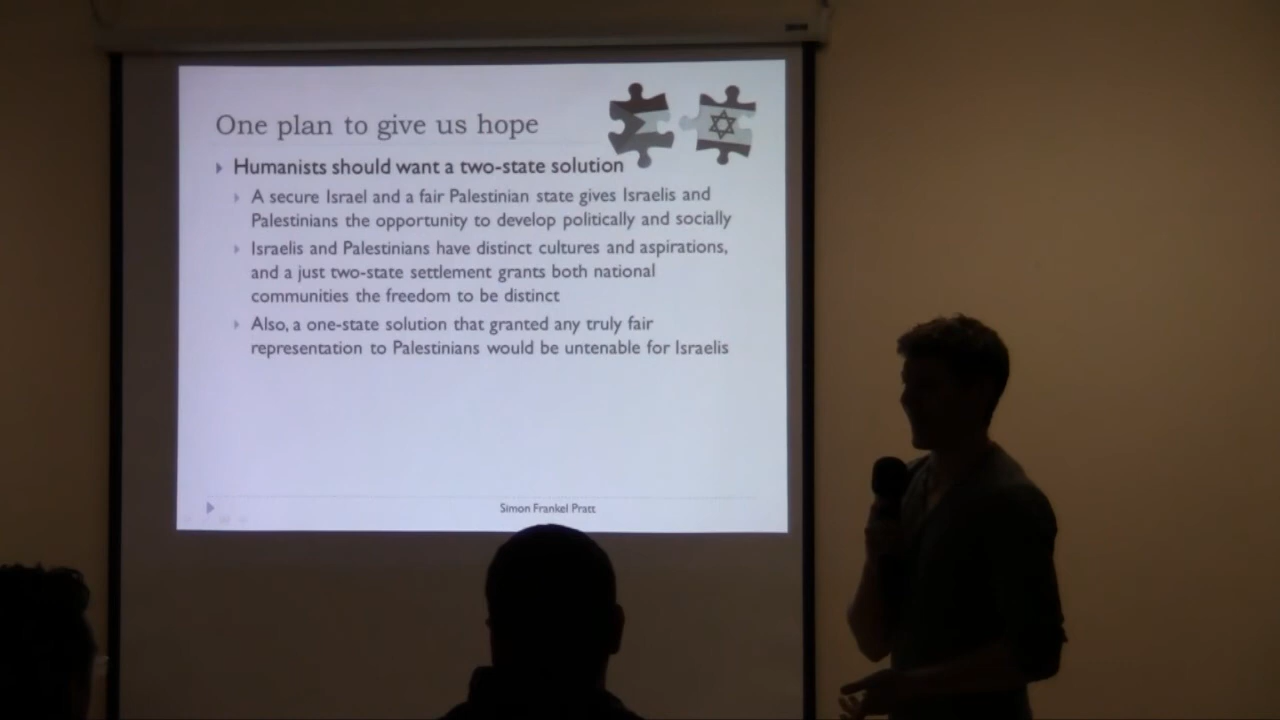 One plan to give us hope
Humanists should want a two-state solution
A secure Israel and a fair Palestinian state gives Israelis and
Palestinians the opportunity to develop politically and socially
Israelis and Palestinians have distinct cultures and aspirations,
and a just two-state settlement grants both national
communities the freedom to be distinct
Also, a one-state solution that granted any truly fair
representation to Palestinians would be untenable for Israelis
Simon Frankel Pratt